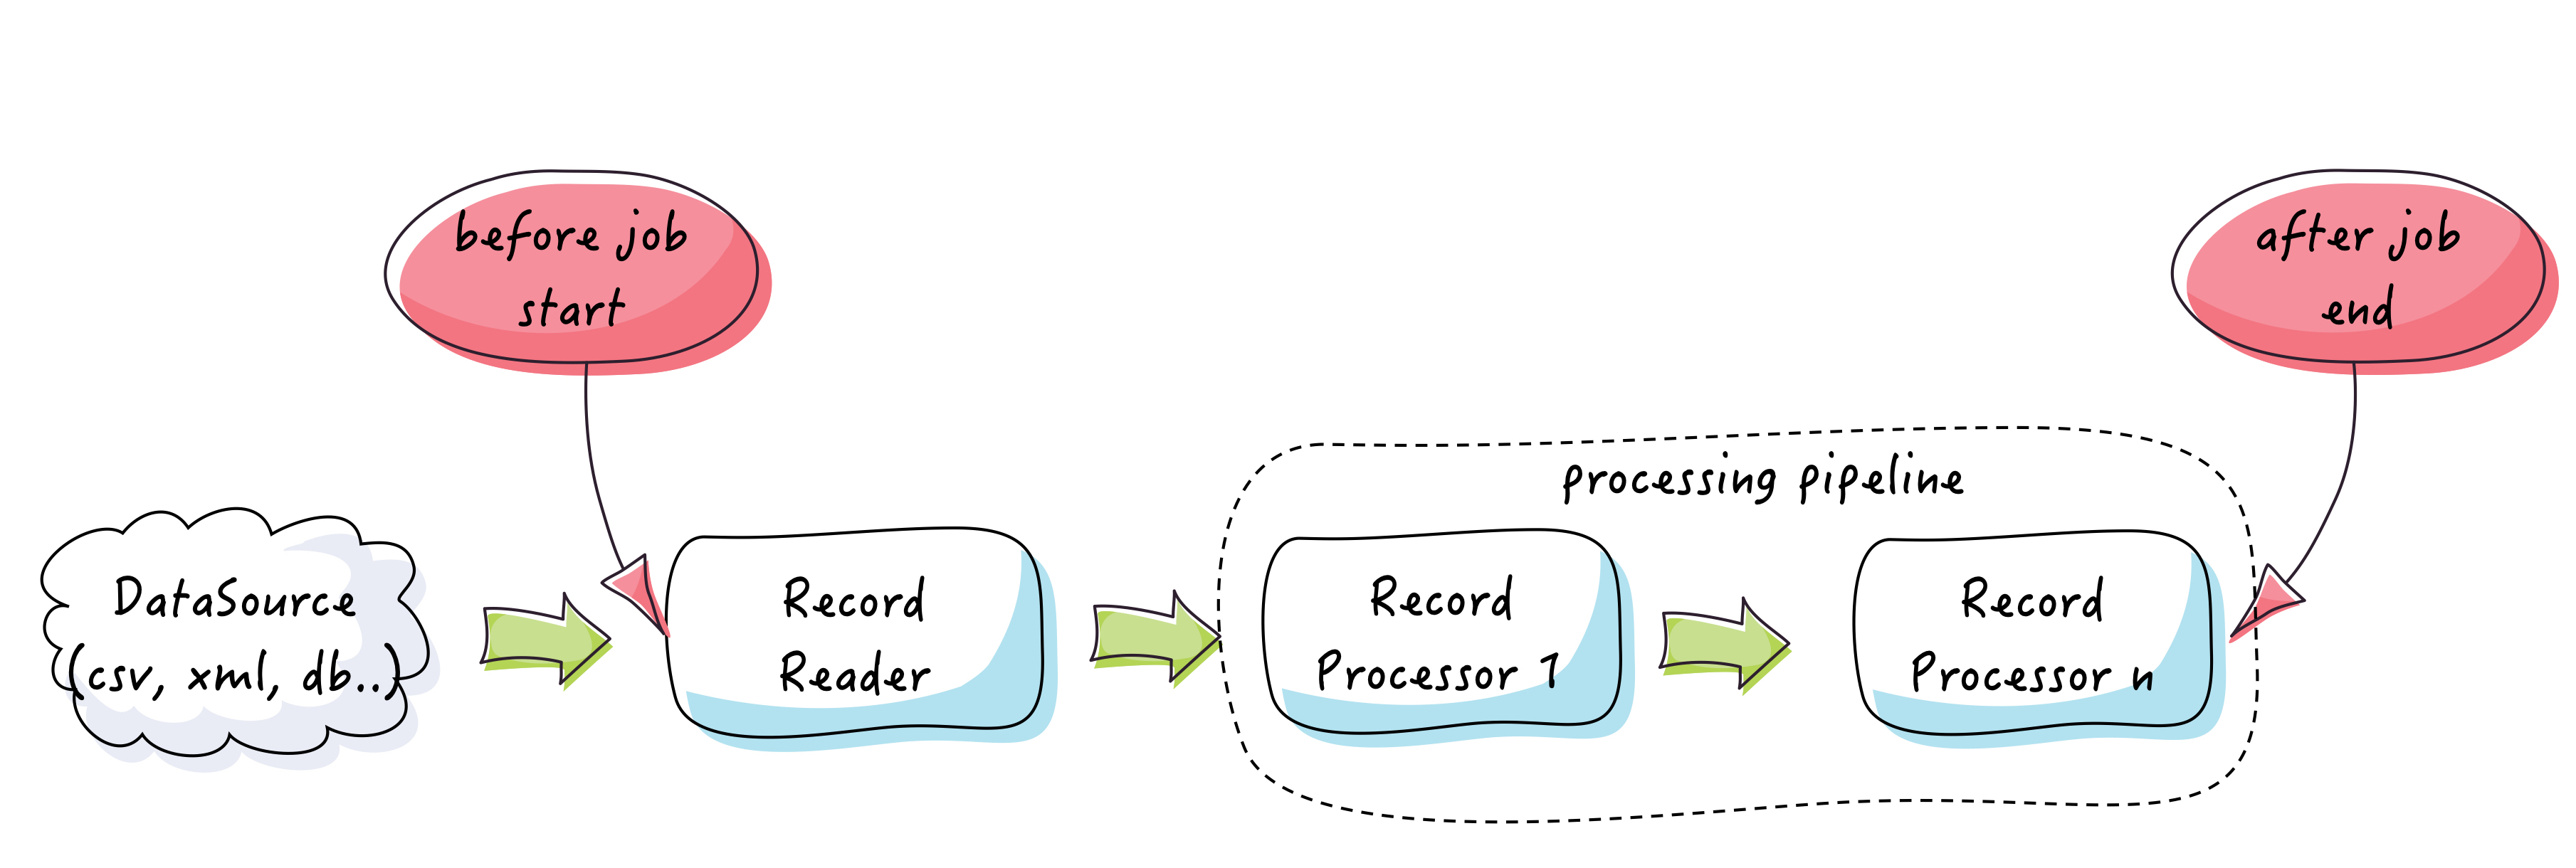 before job
start
after job
end
processing pipeline
DataSource
(csv, xml, db..)
Record
Reader
Record
Processor 1
Record
Processor n